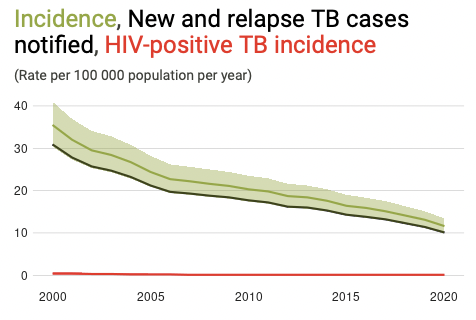 Incidence, New and relapse TB cases
notified, HIV-positive TB incidence
(Rate per 100 000 population per year)
40
30
20
10
0
2000 2005 2010 2015 2020